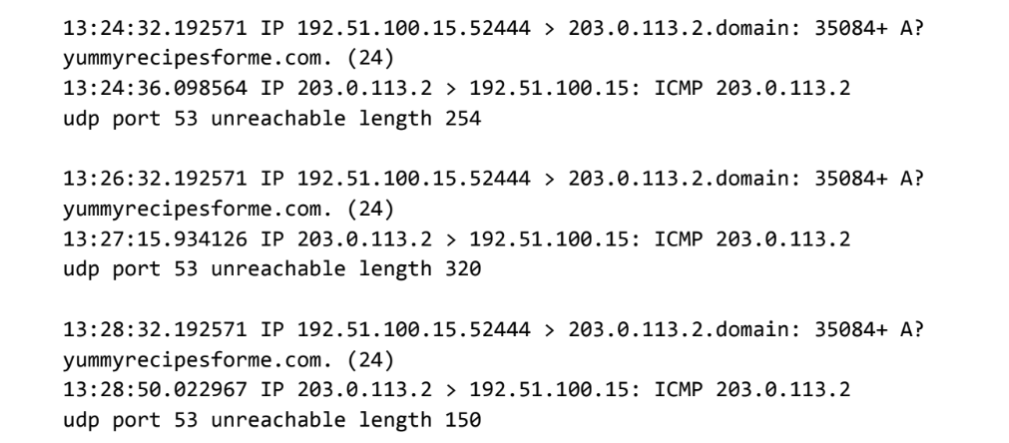 13:24:32.192571 IP 192.51.100.15.52444 > 203.0.113.2.domain: 35084+ A?
yummyrecipesforme.com. (24)
13:24:36.098564 IP 203.0.113.2 > 192.51.100.15: ICMP 203.0.113.2
udp port 53 unreachable length 254
13:26:32.192571 IP 192.51.100.15.52444 > 203.0.113.2.domain: 35084+ A?
yummyrecipesforme.com. (24)
13:27:15.934126 IP 203.0.113.2 > 192.51.100.15: ICMP 203.0.113.2
udp port 53 unreachable length 320
13:28:32.192571 IP 192.51.100.15.52444 > 203.0.113.2.domain: 35084+ A?
yummyrecipesforme.com. (24)
13:28:50.022967 IP 203.0.113.2 > 192.51.100.15: ICMP 203.0.113.2
udp port 53 unreachable length 150